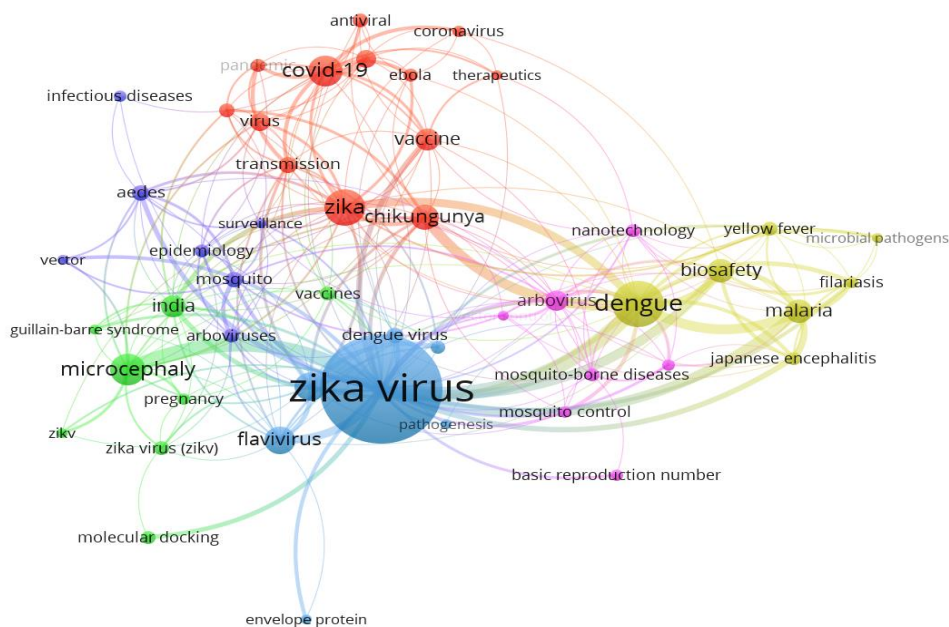 antiviral
coronavirus
pandemic
covid-19
ebola
therapeutics
infectious diseases
virus
vaccine
transmission
aedes
zika
chikungunya
surveillance
nanotechnology
yellow fever
microbial pathogens
epidemiology
vector
mosquito
biosafety
filariasis
vaccines
arbovirus
dengue
india
malaria
guillain-barre syndrome
arboviruses
dengue virus
japanese encephalitis
microcephaly
mosquito-borne diseases
zika virus
pregnancy
mosquito control
pathogenesis
zikv
zika virus (zikv)
flavivirus
basic reproduction number
molecular docking
envelope protein